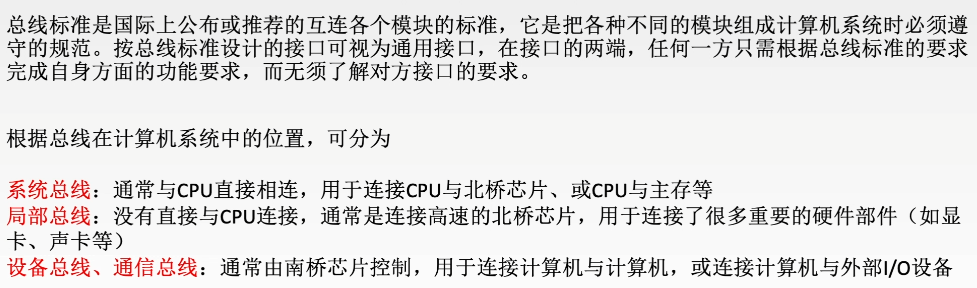 总线标准是国际上公布或推荐的互连各个模块的标准，它是把各种不同的模块组成计算机系统时必须遵
守的规范。按总线标准设计的接口可视为通用接口，在接口的两端，任何一方只需根据总线标准的要求
完成自身方面的功能要求，而无须了解对方接口的要求。
根据总线在计算机系统中的位置，可分为
系统总线：通常与CPU直接相连，用于连接CPU与北桥芯片、或CPU与主存等
局部总线：没有直接与CPU连接，通常是连接高速的北桥芯片，用于连接了很多重要的硬件部件（如显
卡、声卡等）
设备总线、通信总线：通常由南桥芯片控制，用于连接计算机与计算机，或连接计算机与外部I/O设备